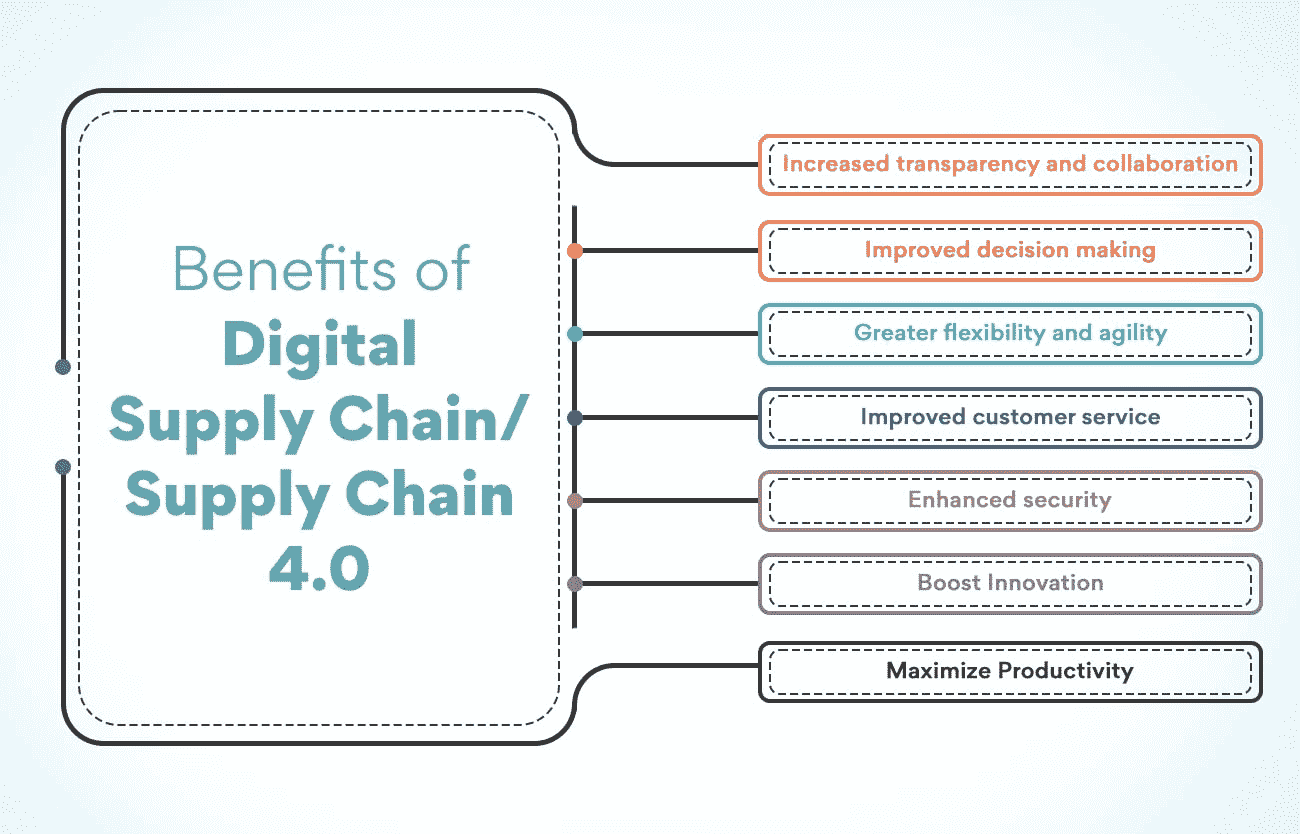 Benefits of
Digital
Supply Chain/
Supply Chain
4.0
Increased transparency and collaboration
Improved decision making
Greater flexibility and agility
Improved customer service
Enhanced security
Boost Innovation
Maximize Productivity